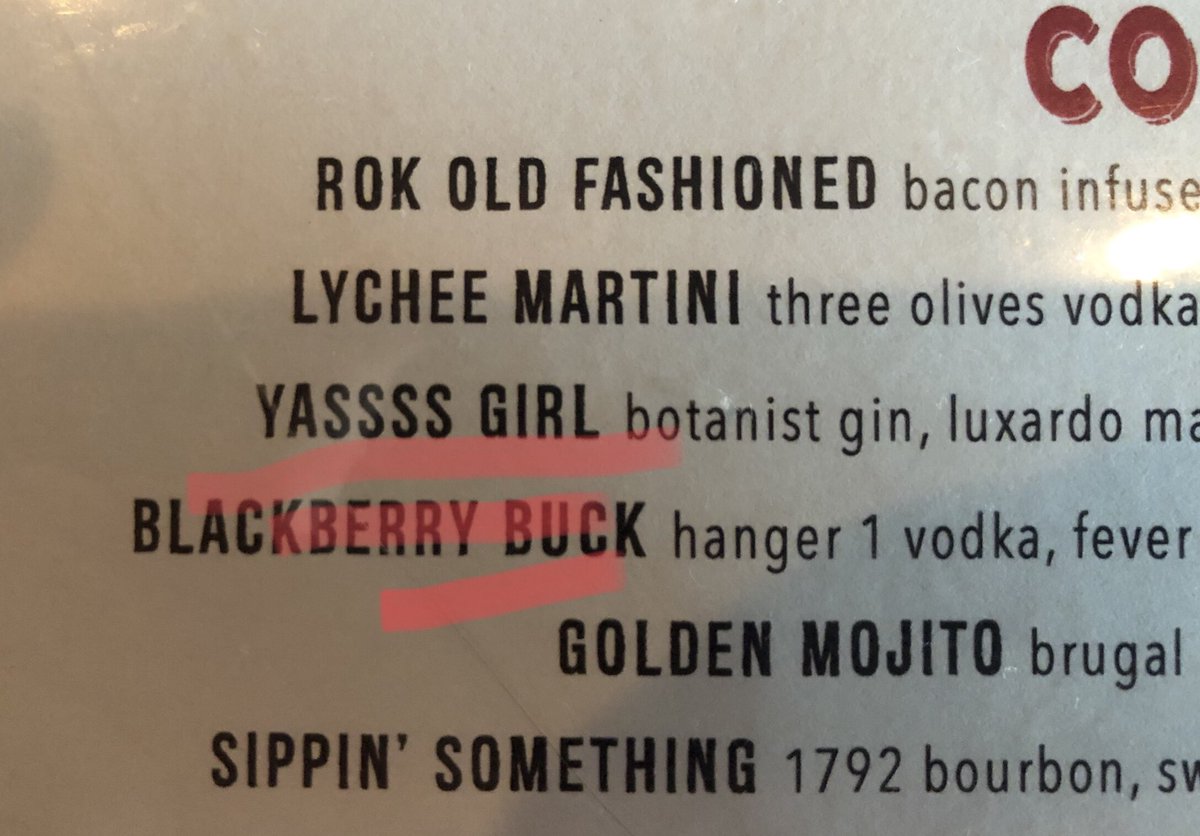 CO
ROK OLD FASHIONED bacon infuse
LYCHEE MARTINI three olives vodka
YASSSS GIRL botanist gin, luxardo ma
BLACKBERRY BUCK hanger 1 vodka, fever
GOLDEN MOJITO brugal
SIPPIN' SOMETHING 1792 bourbon, sw